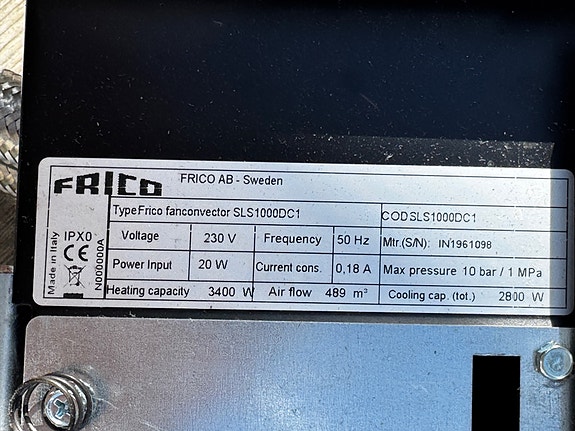 FRICO
FRICO AB - Sweden
Type Frico fanconvector SLS1000DC1
CODSLS1000DC1
Voltage 230 V Frequency 50 Hz Mtr.(S/N): IN1961098
Power Input 20 W Current cons. 0,18 A Max pressure 10 bar / 1 MPa
Heating capacity 3400 W Air flow 489 m³ Cooling cap. (tot.) 2800 W
Made in Italy
IPX0
CE
N000000A